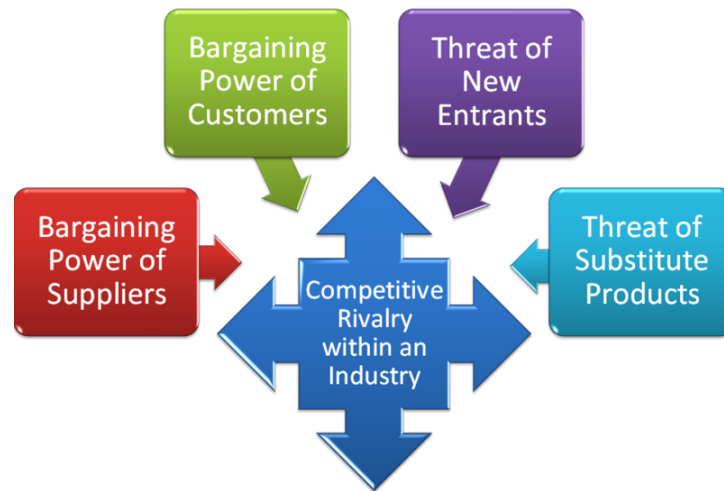 Bargaining
Power of
Customers
Threat of
New
Entrants
Bargaining
Power of
Suppliers
Threat of
Substitute
Products
Competitive
Rivalry
within an
Industry